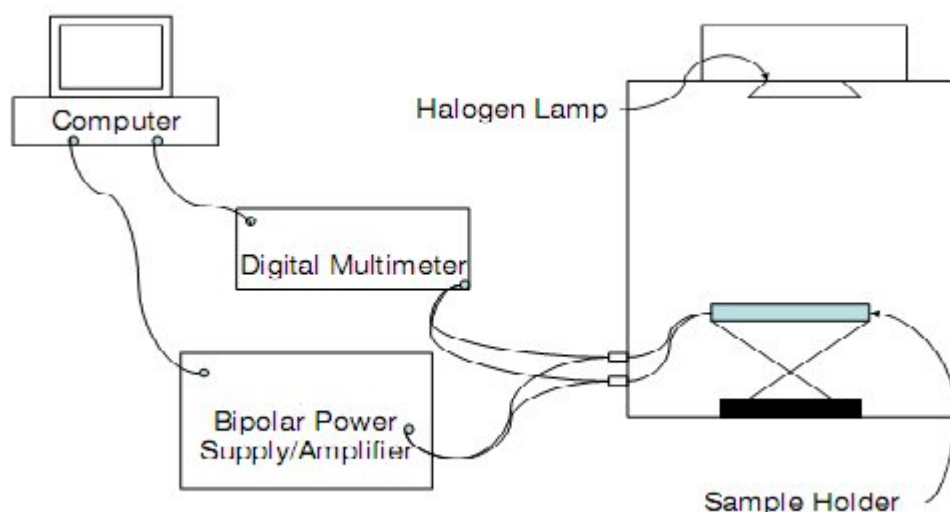 Halogen Lamp
Computer
Digital Multimeter
Bipolar Power
Supply/Amplifier
Sample Holder